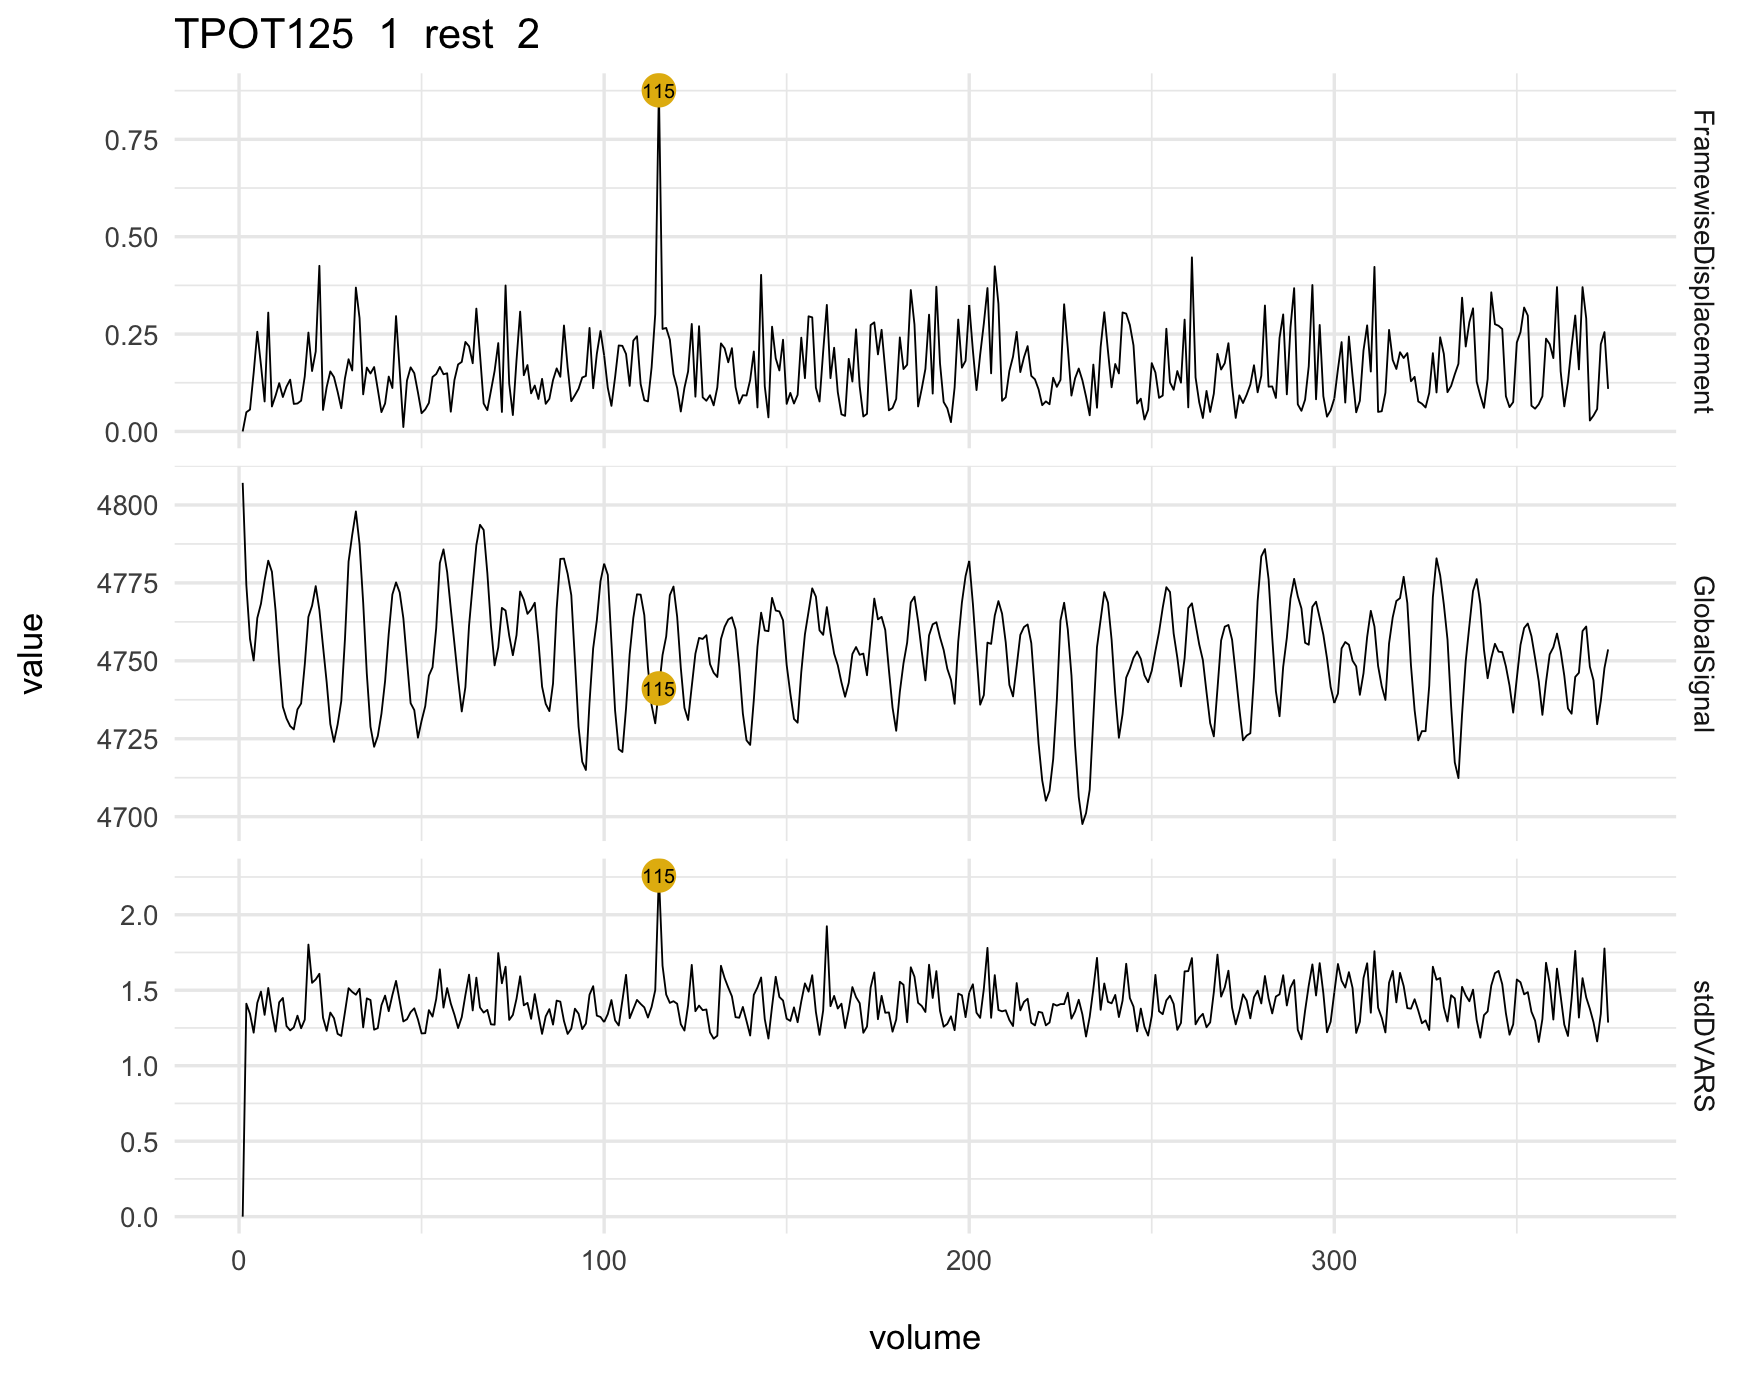 TPOT125 1 rest 2
115
0.75
0.50
0.25
0.00
FramewiseDisplacement
4800
4775
4750
4725
4700
115
GlobalSignal
value
115
2.0
1.5
1.0
0.5
0.0
stdDVARS
0 100 200 300
volume